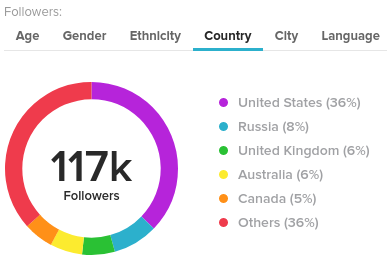 Followers:
Age Gender Ethnicity Country City Language
117k
Followers
United States (36%)
Russia (8%)
United Kingdom (6%)
Australia (6%)
Canada (5%)
Others (36%)